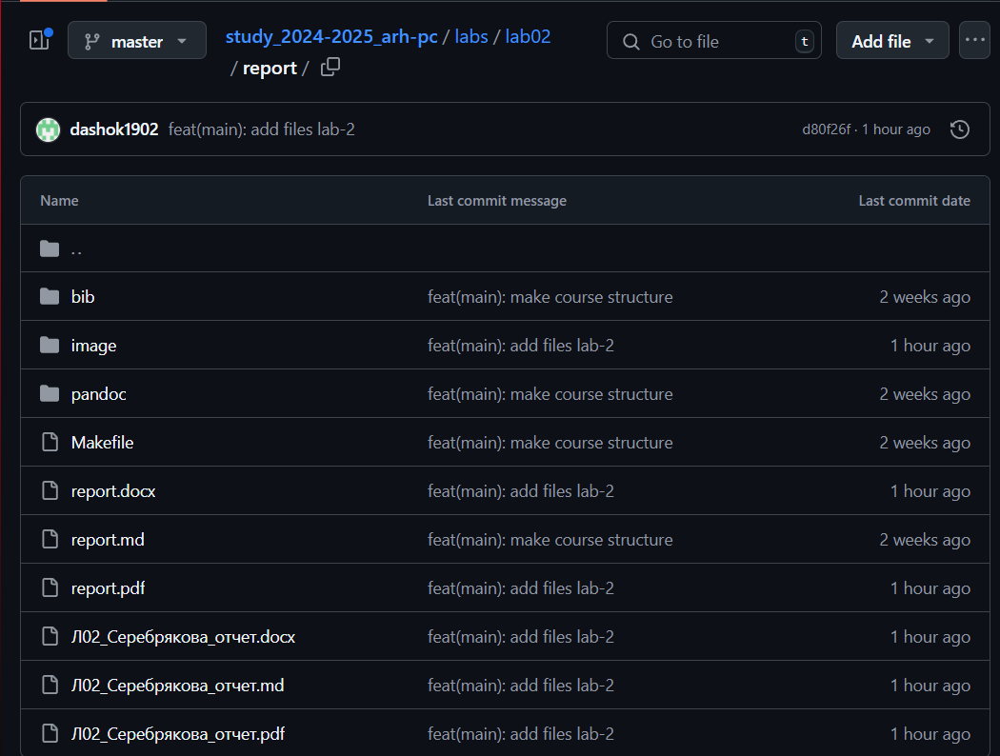 master study_2024-2025_arh-pc / labs / lab02 Go to file t Add file ...
/ report /
dashok1902 feat(main): add files lab-2 d80f26f · 1 hour ago
Name Last commit message Last commit date
..
bib feat(main): make course structure 2 weeks ago
image feat(main): add files lab-2 1 hour ago
pandoc feat(main): make course structure 2 weeks ago
Makefile feat(main): make course structure 2 weeks ago
report.docx feat(main): add files lab-2 1 hour ago
report.md feat(main): make course structure 2 weeks ago
report.pdf feat(main): add files lab-2 1 hour ago
Л02_Серебрякова_отчет.docx feat(main): add files lab-2 1 hour ago
Л02_Серебрякова_отчет.md feat(main): add files lab-2 1 hour ago
Л02_Серебрякова_отчет.pdf feat(main): add files lab-2 1 hour ago